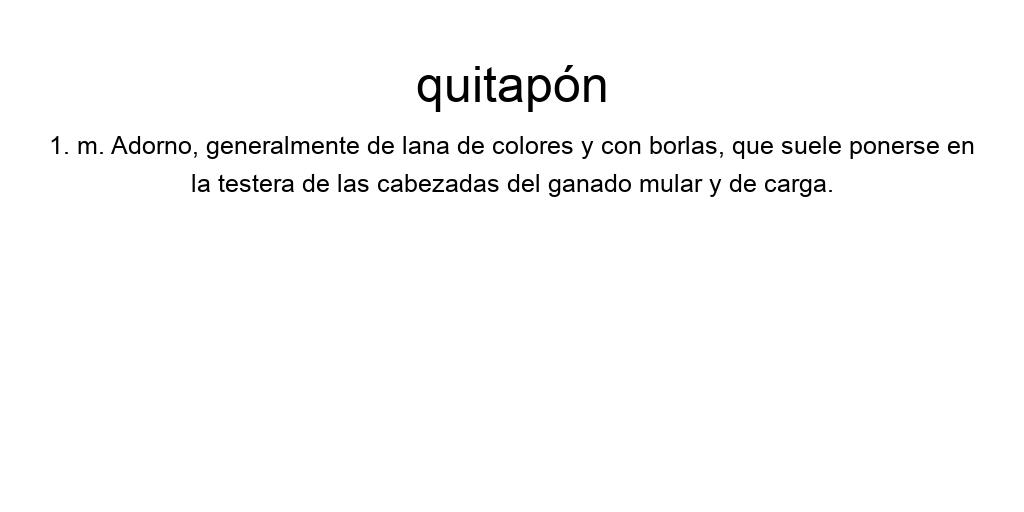 quitapón
1. m. Adorno, generalmente de lana de colores y con borlas, que suele ponerse en
la testera de las cabezadas del ganado mular y de carga.